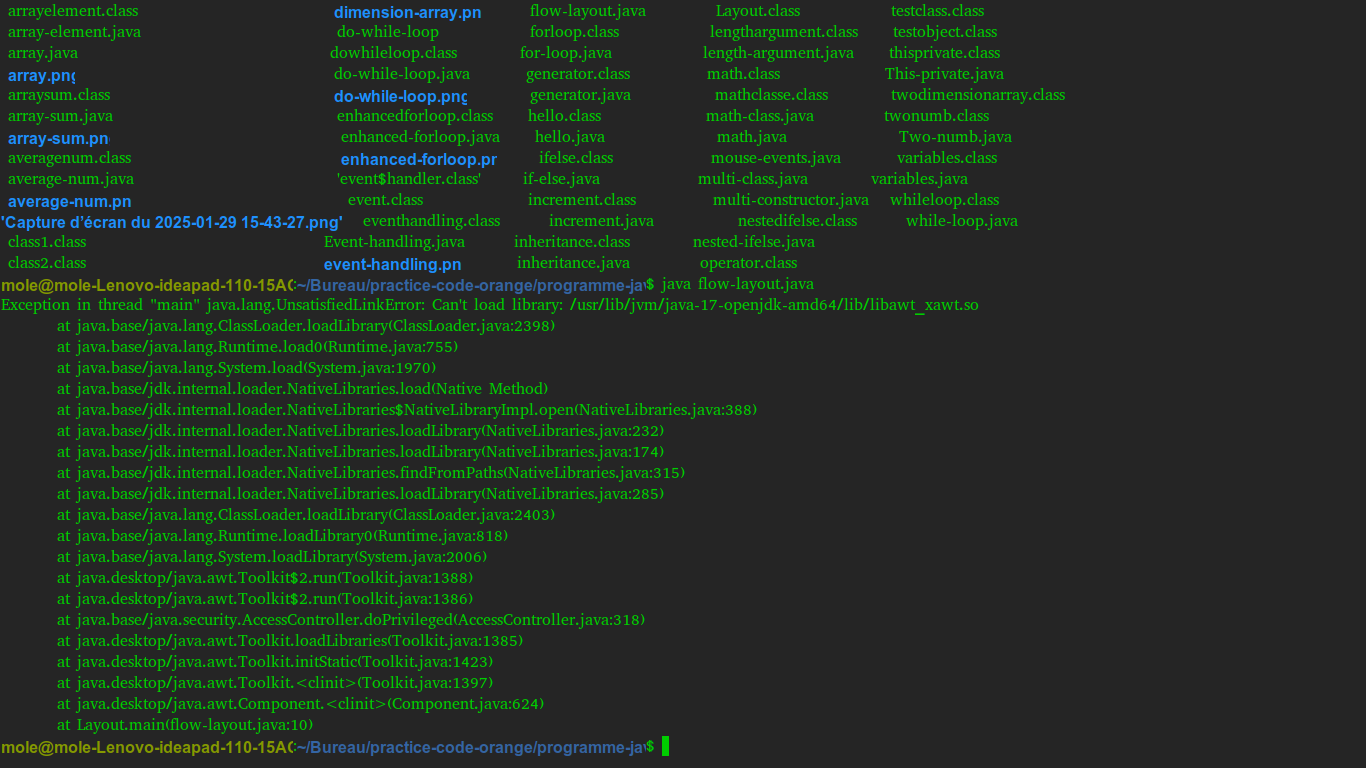 arrayelement.class dimension-array.pn flow-layout.java Layout.class testclass.class
array-element.java do-while-loop forloop.class lengthargument.class testobject.class
array.java dowhileloop.class for-loop.java length-argument.java thisprivate.class
array.png do-while-loop.java generator.class math.class This-private.java
arraysum.class do-while-loop.png generator.java mathclasse.class twodimensionarray.class
array-sum.java enhancedforloop.class hello.class math-class.java twonumb.class
array-sum.pn enhanced-forloop.java hello.java math.java Two-numb.java
averagenum.class enhanced-forloop.pr ifelse.class mouse-events.java variables.class
average-num.java 'event$handler.class' if-else.java multi-class.java variables.java
average-num.pn event.class increment.class multi-constructor.java whileloop.class
'Capture d’écran du 2025-01-29 15-43-27.png' eventhandling.class increment.java nestedifelse.class while-loop.java
class1.class Event-handling.java inheritance.class nested-ifelse.java
class2.class event-handling.pn inheritance.java operator.class
mole@mole-Lenovo-ideapad-110-15AC:~/Bureau/practice-code-orange/programme-jav$ java flow-layout.java
Exception in thread "main" java.lang.UnsatisfiedLinkError: Can't load library: /usr/lib/jvm/java-17-openjdk-amd64/lib/libawt_xawt.so
at java.base/java.lang.ClassLoader.loadLibrary(ClassLoader.java:2398)
at java.base/java.lang.Runtime.load0(Runtime.java:755)
at java.base/java.lang.System.load(System.java:1970)
at java.base/jdk.internal.loader.NativeLibraries.load(Native Method)
at java.base/jdk.internal.loader.NativeLibraries$NativeLibraryImpl.open(NativeLibraries.java:388)
at java.base/jdk.internal.loader.NativeLibraries.loadLibrary(NativeLibraries.java:232)
at java.base/jdk.internal.loader.NativeLibraries.loadLibrary(NativeLibraries.java:174)
at java.base/jdk.internal.loader.NativeLibraries.findFromPaths(NativeLibraries.java:315)
at java.base/jdk.internal.loader.NativeLibraries.loadLibrary(NativeLibraries.java:285)
at java.base/java.lang.ClassLoader.loadLibrary(ClassLoader.java:2403)
at java.base/java.lang.Runtime.loadLibrary0(Runtime.java:818)
at java.base/java.lang.System.loadLibrary(System.java:2006)
at java.desktop/java.awt.Toolkit$2.run(Toolkit.java:1388)
at java.desktop/java.awt.Toolkit$2.run(Toolkit.java:1386)
at java.base/java.security.AccessController.doPrivileged(AccessController.java:318)
at java.desktop/java.awt.Toolkit.loadLibraries(Toolkit.java:1385)
at java.desktop/java.awt.Toolkit.initStatic(Toolkit.java:1423)
at java.desktop/java.awt.Toolkit.<clinit>(Toolkit.java:1397)
at java.desktop/java.awt.Component.<clinit>(Component.java:624)
at Layout.main(flow-layout.java:10)
mole@mole-Lenovo-ideapad-110-15AC:~/Bureau/practice-code-orange/programme-jav$